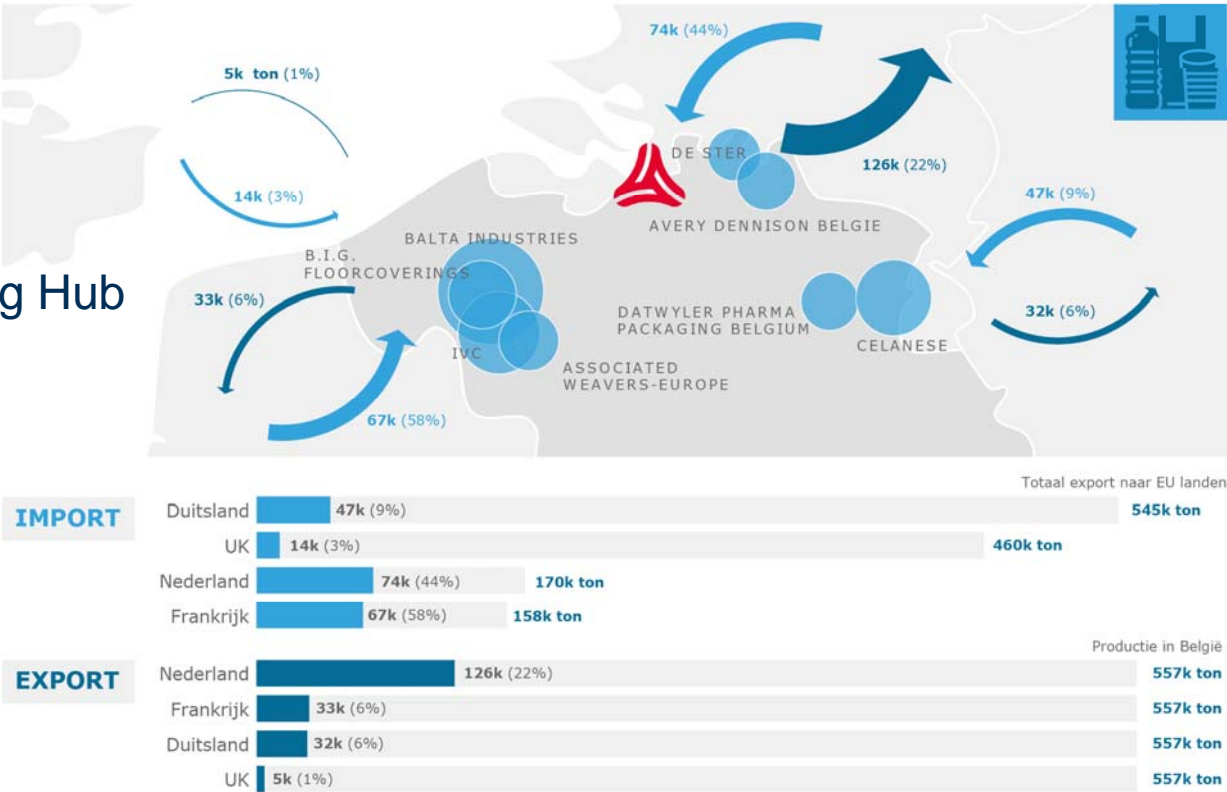 74k (44%)
5k ton (1%)
DE STER
126k (22%)
14k (3%)
47k (9%)
AVERY DENNISON BELGIE
BALTA INDUSTRIES
B.I.G.
FLOORCOVERINGS
g Hub
33k (6%)
DATWYLER PHARMA
PACKAGING BELGIUM
32k (6%)
CELANESE
IVC
ASSOCIATED
WEAVERS-EUROPE
67k (58%)
Totaal export naar EU landen
IMPORT
Duitsland 47k (9%) 545k ton
UK 14k (3%) 460k ton
Nederland 74k (44%) 170k ton
Frankrijk 67k (58%) 158k ton
Productie in België
EXPORT
Nederland 126k (22%) 557k ton
Frankrijk 33k (6%) 557k ton
Duitsland 32k (6%) 557k ton
UK 5k (1%) 557k ton